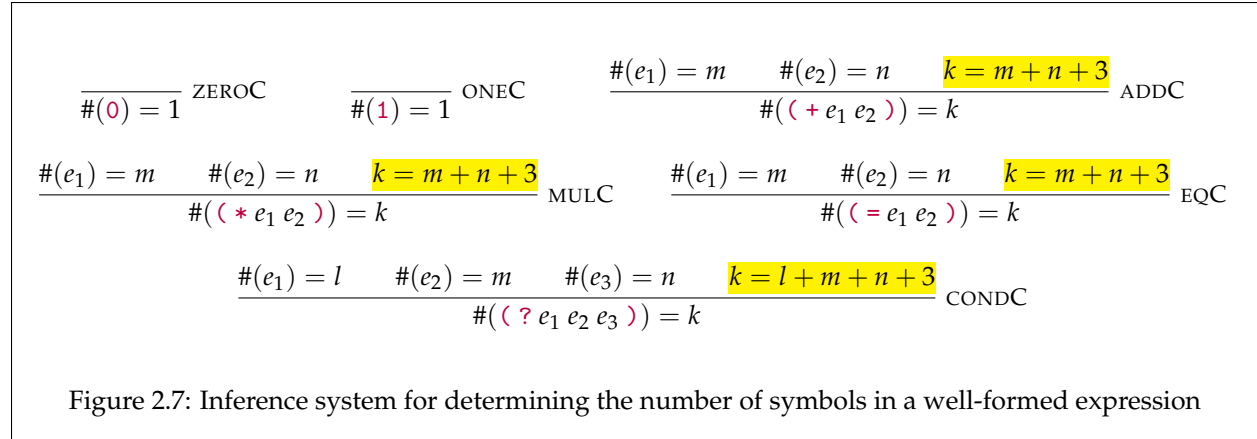 #(0) = 1 ZEROC
#(1) = 1 ONEC
#(e₁) = m #(e₂) = n k = m + n + 3
#(( + e₁ e₂ )) = k ADDC
#(e₁) = m #(e₂) = n k = m + n + 3
#(( * e₁ e₂ )) = k MULC
#(e₁) = m #(e₂) = n k = m + n + 3
#(( = e₁ e₂ )) = k EQC
#(e₁) = l #(e₂) = m #(e₃) = n k = l + m + n + 3
#(( ? e₁ e₂ e₃ )) = k CONDC
Figure 2.7: Inference system for determining the number of symbols in a well-formed expression